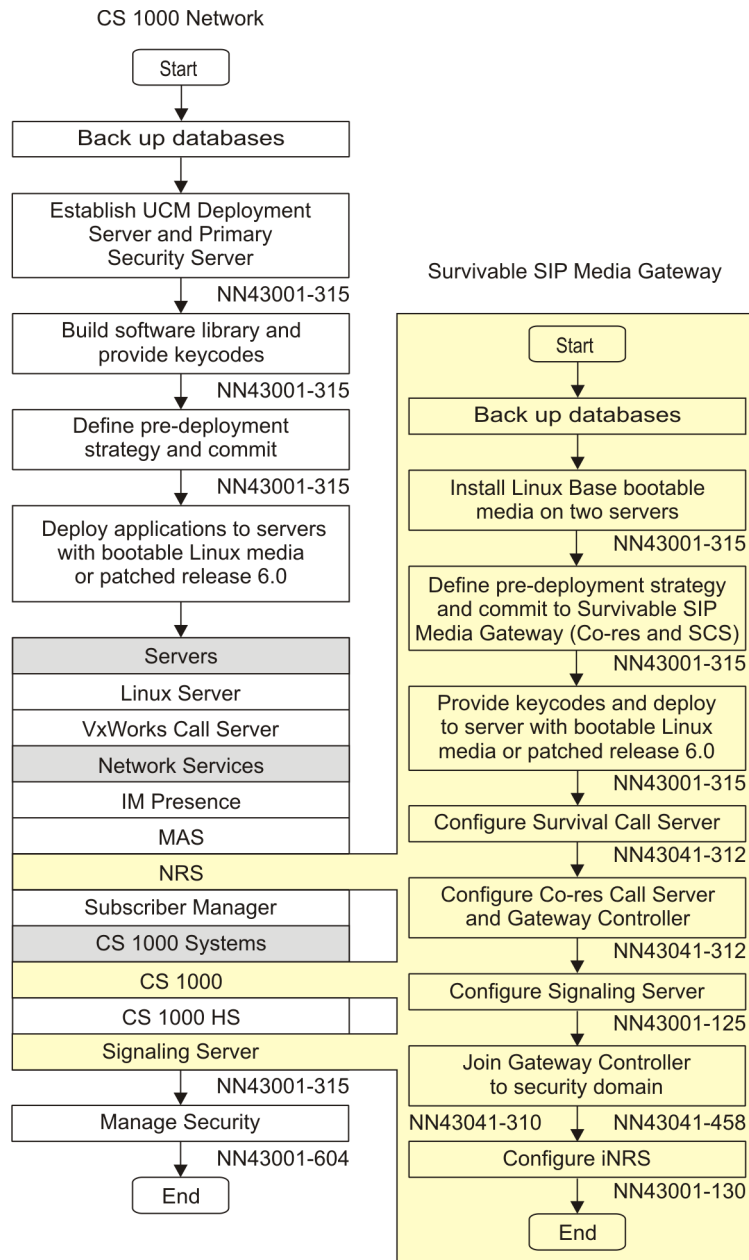 CS 1000 Network
Start
Back up databases
Establish UCM Deployment
Server and Primary
Security Server
NN43001-315
Build software library and
provide keycodes
NN43001-315
Define pre-deployment
strategy and commit
NN43001-315
Deploy applications to servers
with bootable Linux media
or patched release 6.0
Servers
Linux Server
VxWorks Call Server
Network Services
IM Presence
MAS
NRS
Subscriber Manager
CS 1000 Systems
CS 1000
CS 1000 HS
Signaling Server
NN43001-315
Manage Security
NN43001-604
End
Survivable SIP Media Gateway
Start
Back up databases
Install Linux Base bootable
media on two servers
NN43001-315
Define pre-deployment strategy
and commit to Survivable SIP
Media Gateway (Co-res and SCS)
NN43001-315
Provide keycodes and deploy
to server with bootable Linux
media or patched release 6.0
NN43001-315
Configure Survival Call Server
NN43041-312
Configure Co-res Call Server
and Gateway Controller
NN43041-312
Configure Signaling Server
NN43001-125
Join Gateway Controller
to security domain
NN43041-310 NN43041-458
Configure iNRS
NN43001-130
End